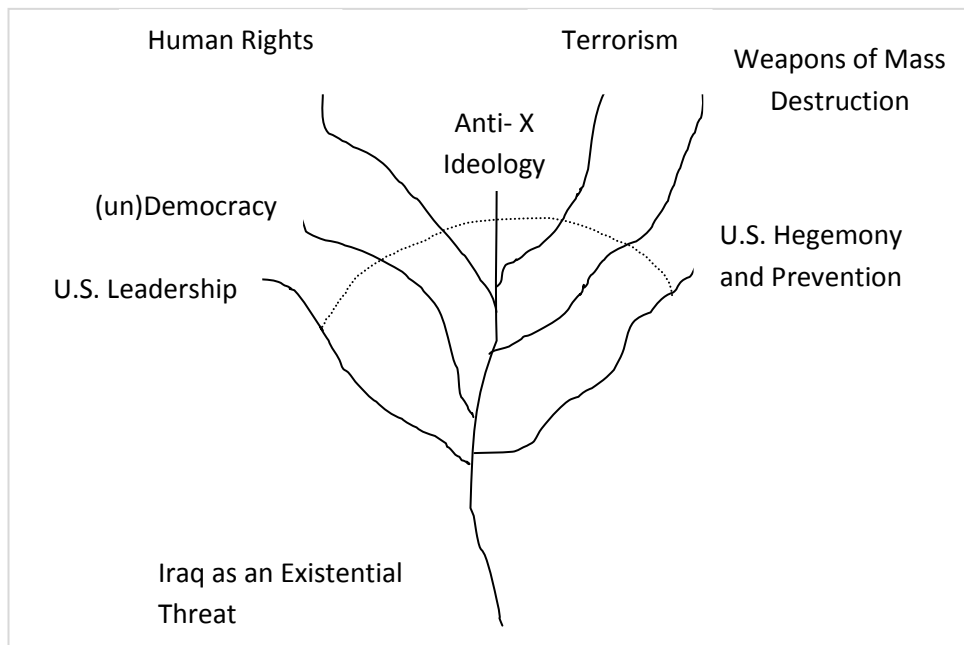 Human Rights
Terrorism
Weapons of Mass
Destruction
Anti- X
Ideology
(un)Democracy
U.S. Hegemony
and Prevention
U.S. Leadership
Iraq as an Existential
Threat